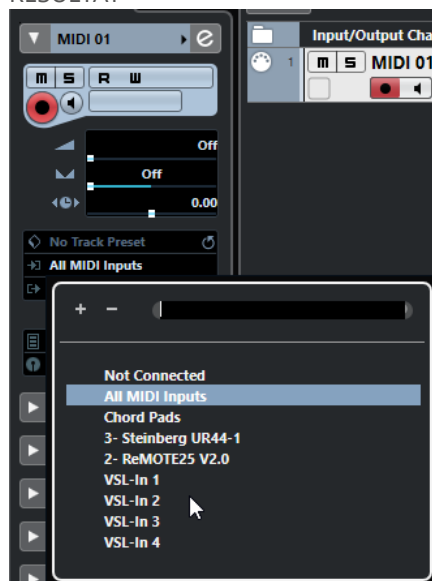 MIDI 01
e
m S R W
Off
Off
0.00
No Track Preset
All MIDI Inputs
Input/Output Cha
1 m S MIDI 01
+ -
Not Connected
All MIDI Inputs
Chord Pads
3- Steinberg UR44-1
2- ReMOTE25 V2.0
VSL-In 1
VSL-In 2
VSL-In 3
VSL-In 4